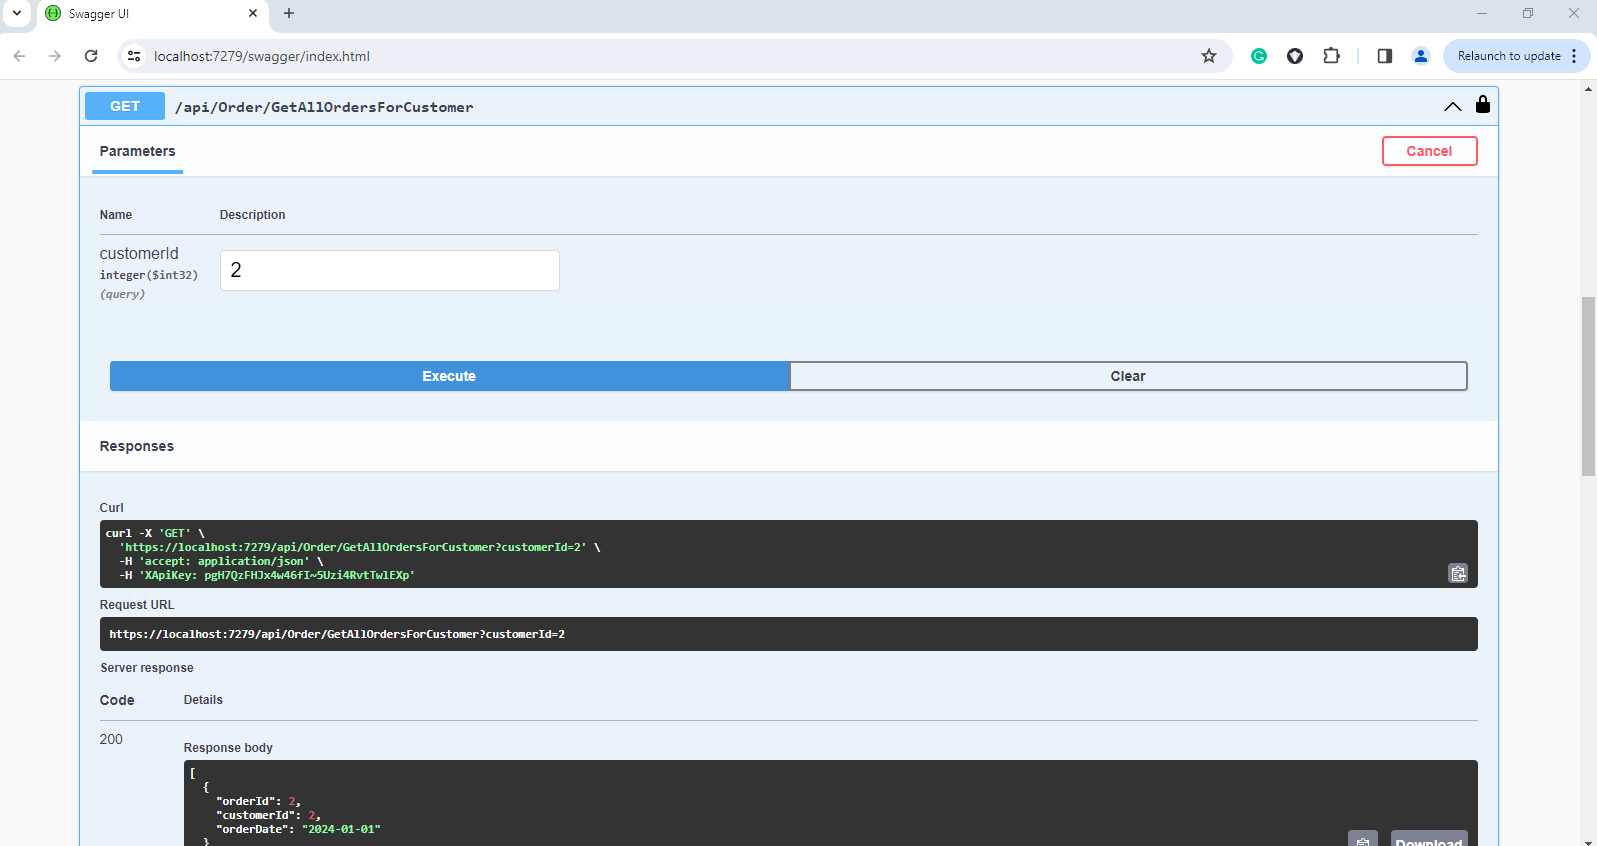 Swagger UI
localhost:7279/swagger/index.html
Relaunch to update
GET /api/Order/GetAllOrdersForCustomer
Parameters
Cancel
Name Description
customerId
integer($int32)
(query)
2
Execute Clear
Responses
Curl
curl -X 'GET' \
'https://localhost:7279/api/Order/GetAllOrdersForCustomer?customerId=2' \
-H 'accept: application/json' \
-H 'XApiKey: pgH7QzFHJx4w46fI~5Uzi4RvtTwlEXp'
Request URL
https://localhost:7279/api/Order/GetAllOrdersForCustomer?customerId=2
Server response
Code Details
200
Response body
[
{
"orderId": 2,
"customerId": 2,
"orderDate": "2024-01-01"
}
Download